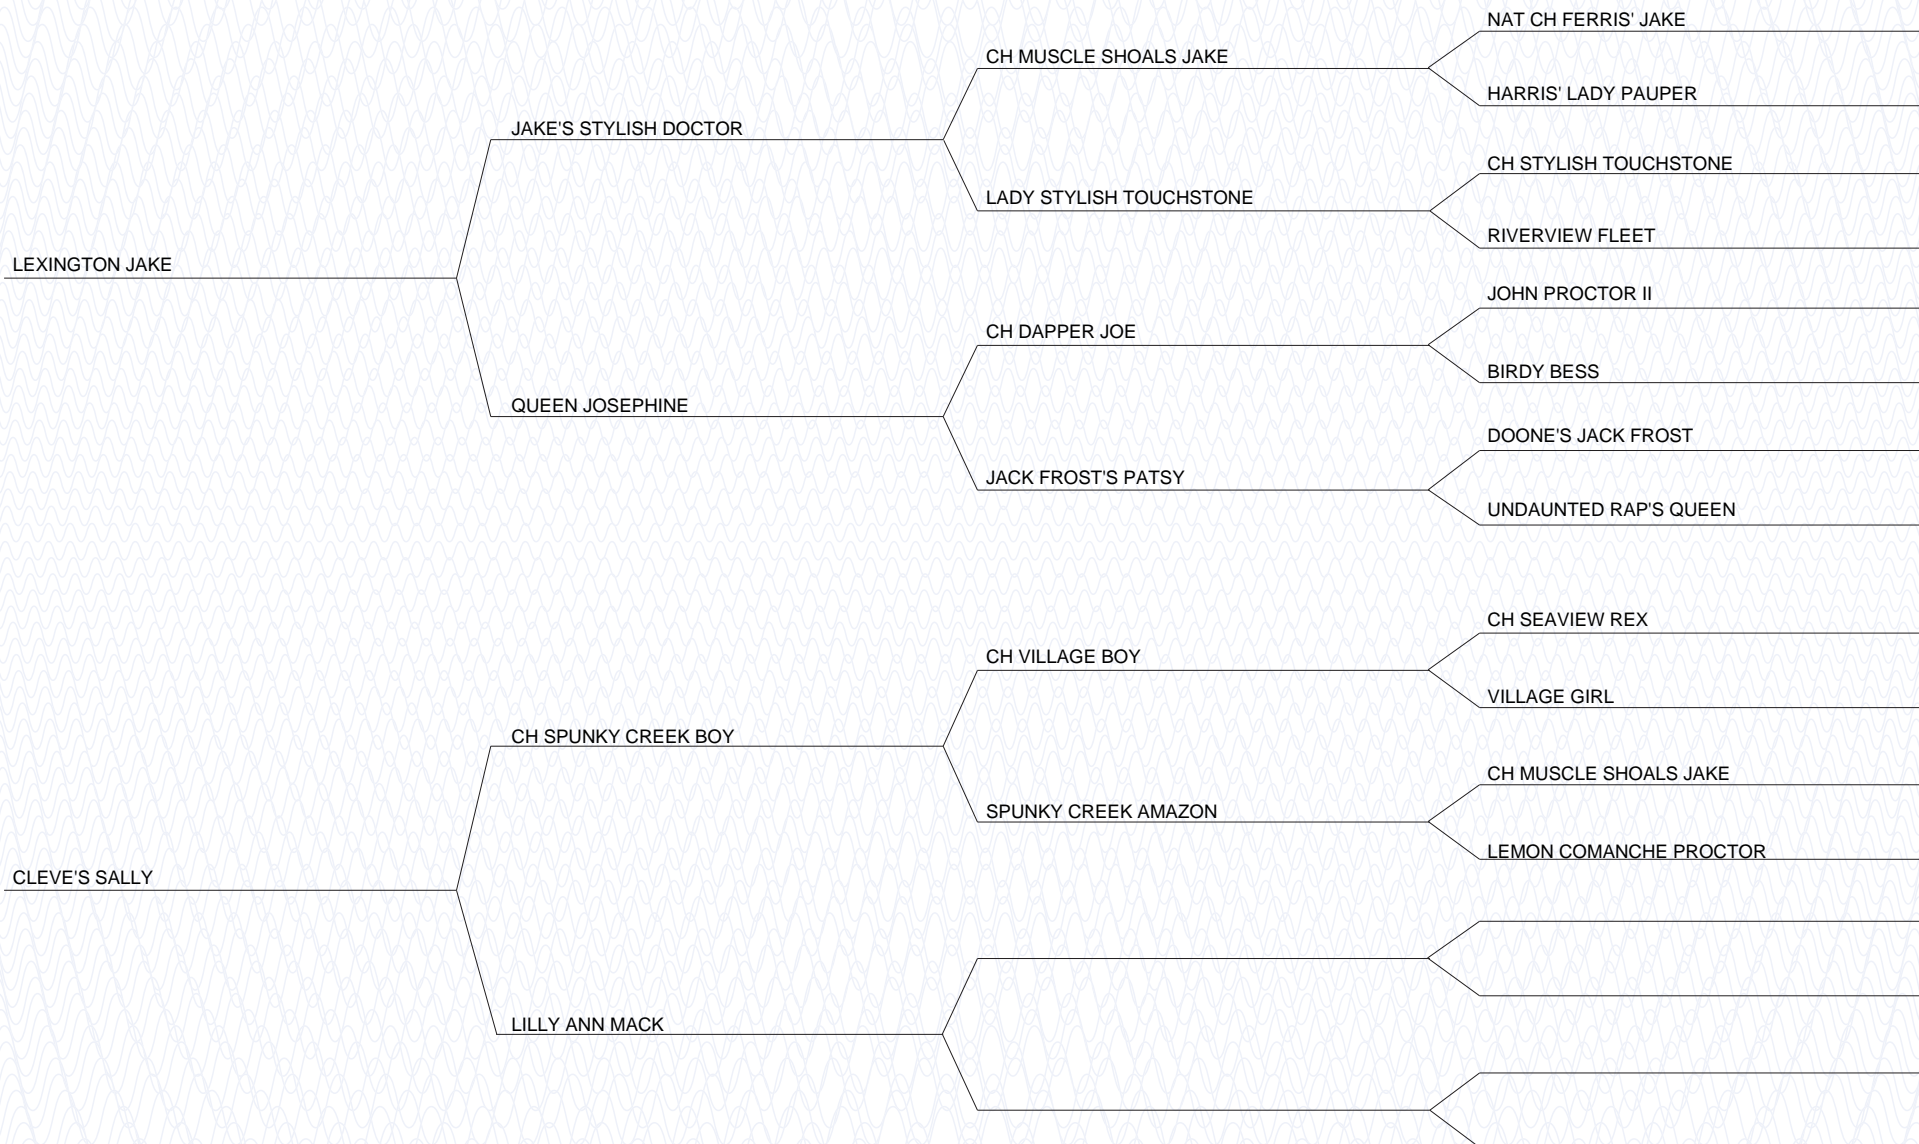 NAT CH FERRIS' JAKE
CH MUSCLE SHOALS JAKE
HARRIS' LADY PAUPER
JAKE'S STYLISH DOCTOR
CH STYLISH TOUCHSTONE
LADY STYLISH TOUCHSTONE
RIVERVIEW FLEET
LEXINGTON JAKE
JOHN PROCTOR II
CH DAPPER JOE
BIRDY BESS
QUEEN JOSEPHINE
DOONE'S JACK FROST
JACK FROST'S PATSY
UNDAUNTED RAP'S QUEEN
CH SEAVIEW REX
CH VILLAGE BOY
VILLAGE GIRL
CH SPUNKY CREEK BOY
CH MUSCLE SHOALS JAKE
SPUNKY CREEK AMAZON
LEMON COMANCHE PROCTOR
CLEVE'S SALLY
LILLY ANN MACK